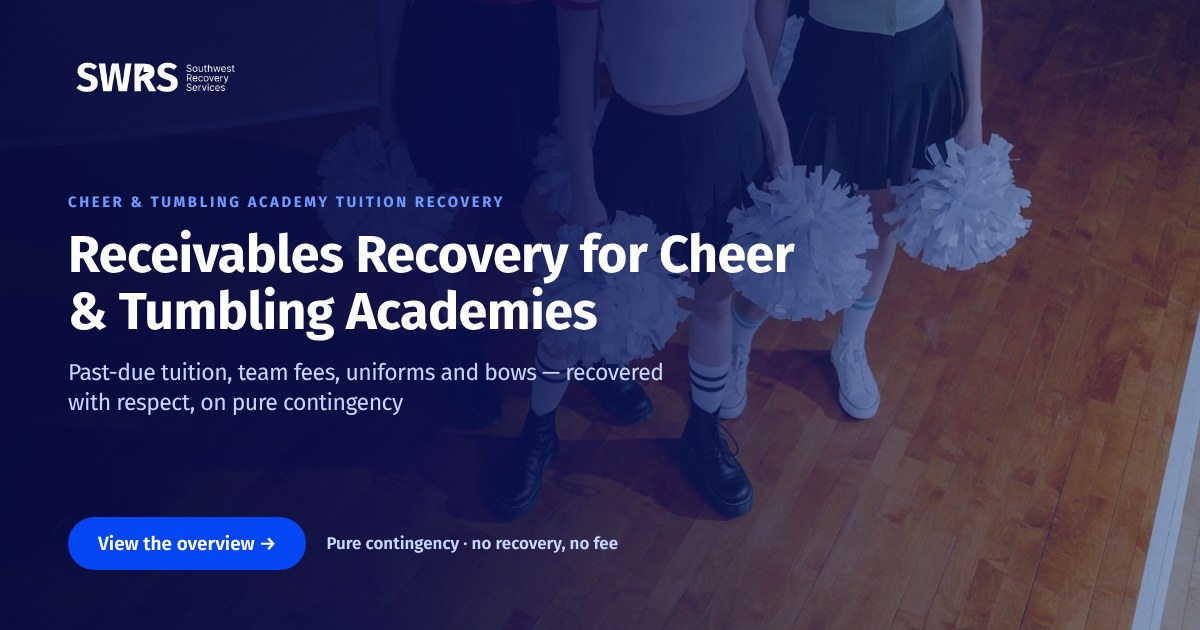 SWRS
Southwest
Recovery
Services
CHEER & TUMBLING ACADEMY TUITION RECOVERY
Receivables Recovery for Cheer
& Tumbling Academies
Past-due tuition, team fees, uniforms and bows — recovered
with respect, on pure contingency
View the overview →
Pure contingency · no recovery, no fee